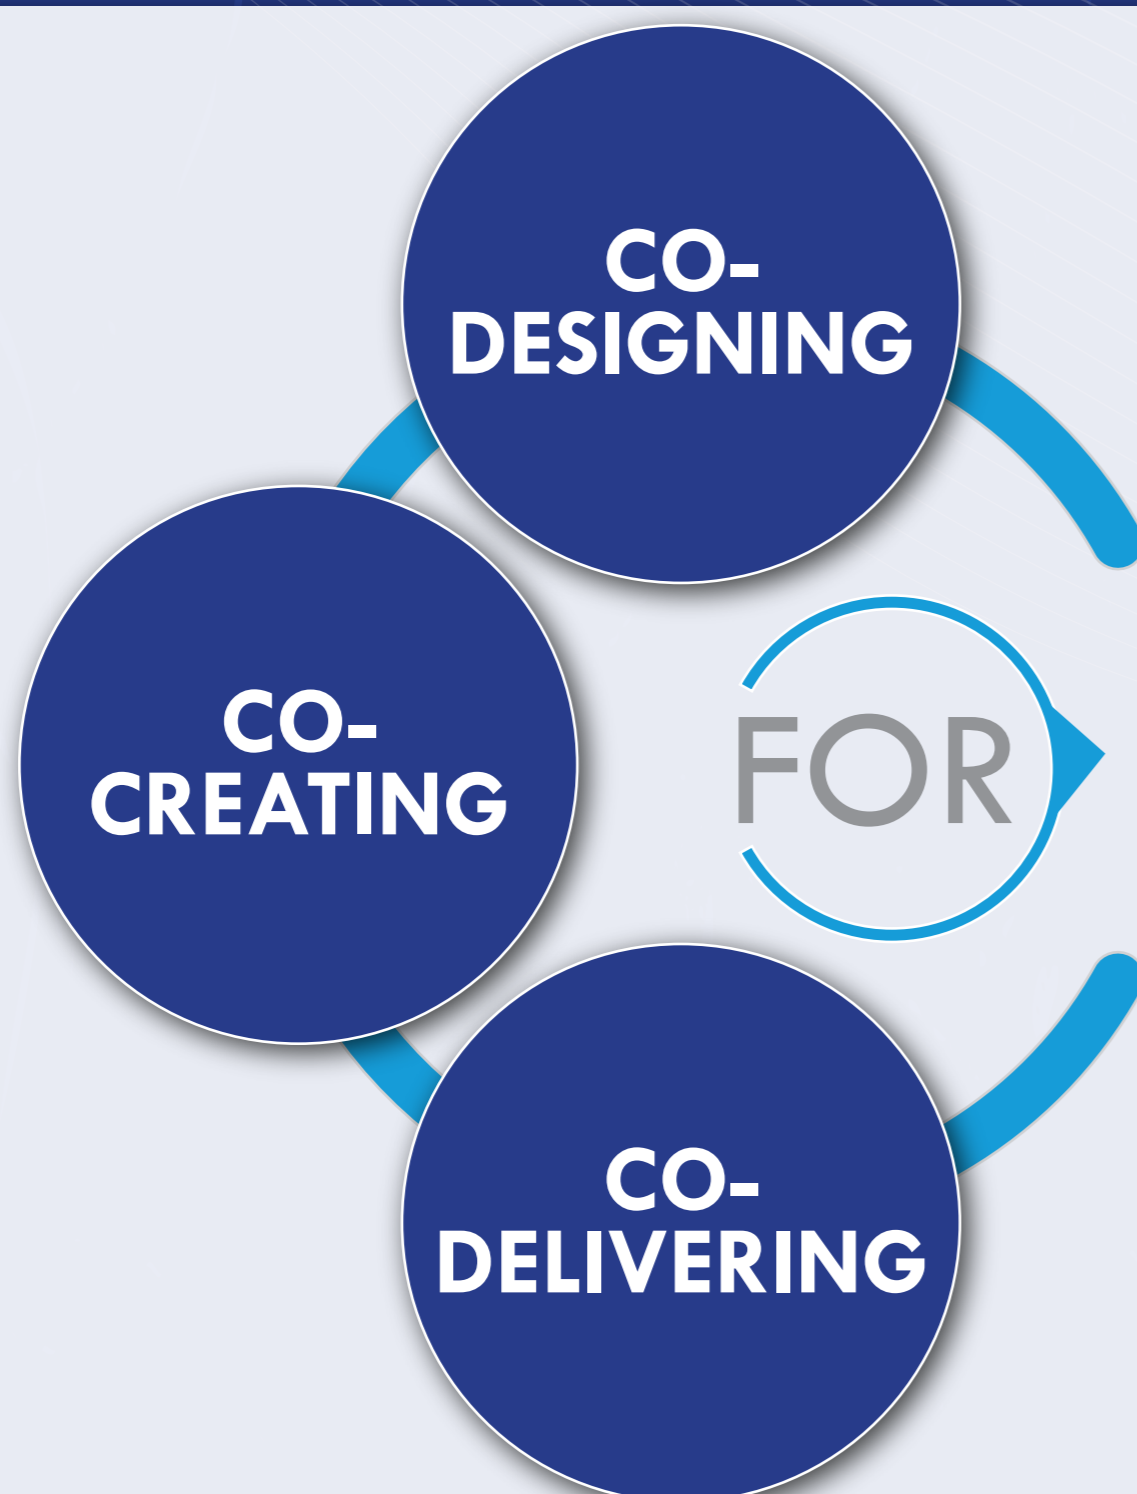 CO-
DESIGNING
CO-
CREATING
FOR
CO-
DELIVERING